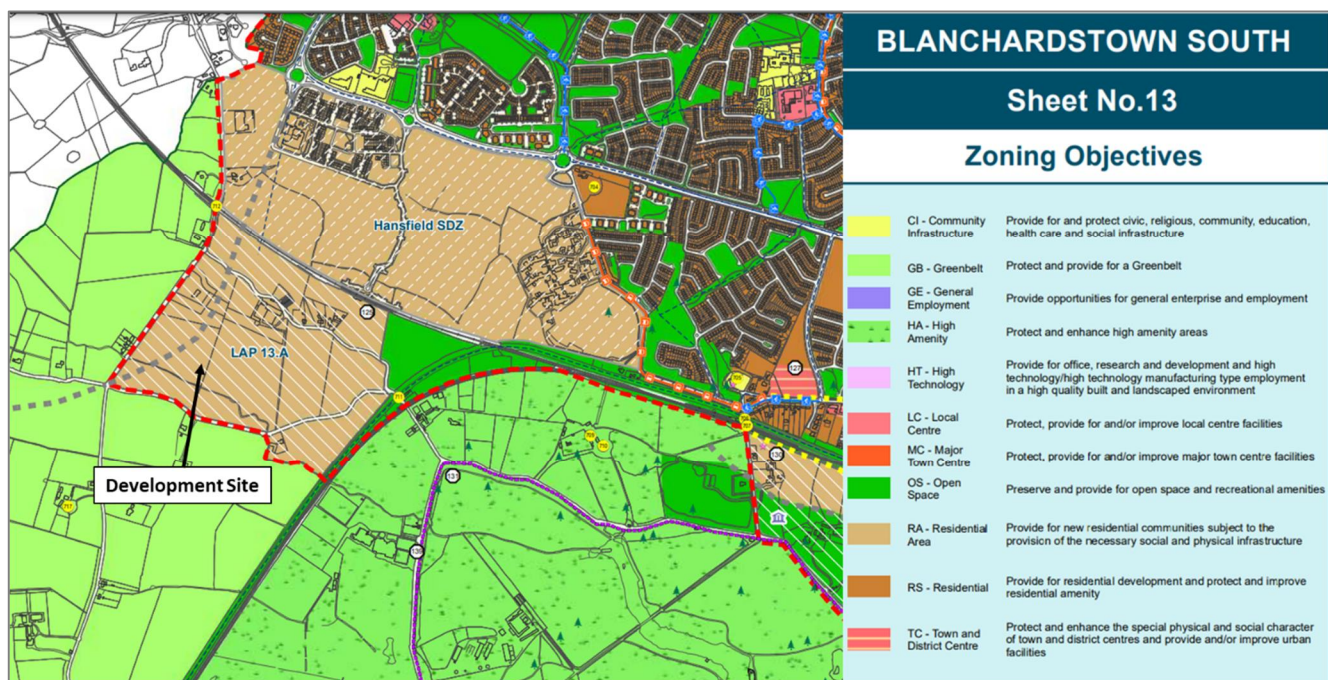 BLANCHARDSTOWN SOUTH
Sheet No.13
Zoning Objectives
CI - Community
Infrastructure
Provide for and protect civic, religious, community, education,
health care and social infrastructure
GB - Greenbelt
Protect and provide for a Greenbelt
GE - General
Employment
Provide opportunities for general enterprise and employment
HA - High
Amenity
Protect and enhance high amenity areas
HT - High
Technology
Provide for office, research and development and high
technology/high technology manufacturing type employment
in a high quality built and landscaped environment
LC - Local
Centre
Protect, provide for and/or improve local centre facilities
MC - Major
Town Centre
Protect, provide for and/or improve major town centre facilities
OS - Open
Space
Preserve and provide for open space and recreational amenities
RA - Residential
Area
Provide for new residential communities subject to the
provision of the necessary social and physical infrastructure
RS - Residential
Provide for residential development and protect and improve
residential amenity
TC - Town and
District Centre
Protect and enhance the special physical and social character
of town and district centres and provide and/or improve urban
facilities
Hansfield SDZ
LAP 13.A
Development Site
704
712
127
711
707
130
131
710
717